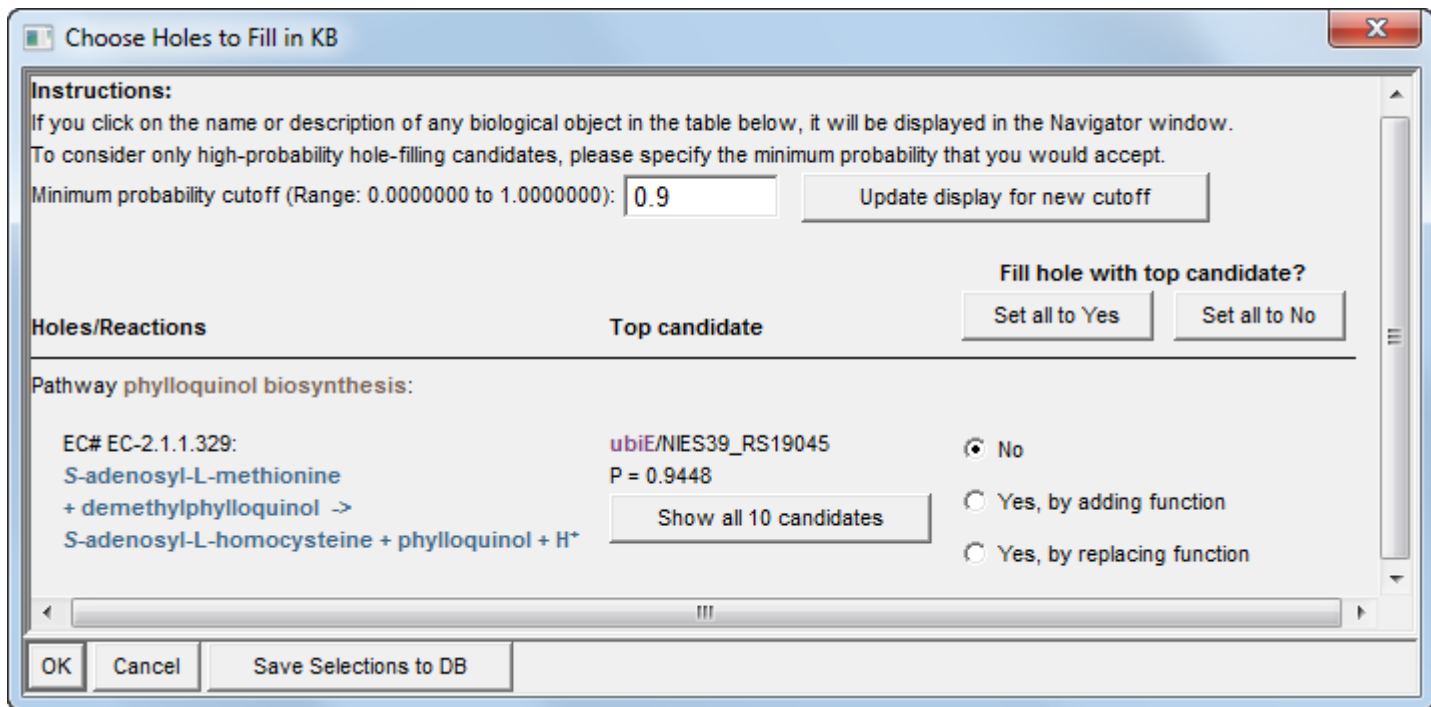 Choose Holes to Fill in KB
Instructions:
If you click on the name or description of any biological object in the table below, it will be displayed in the Navigator window.
To consider only high-probability hole-filling candidates, please specify the minimum probability that you would accept.
Minimum probability cutoff (Range: 0.0000000 to 1.0000000): 0.9 Update display for new cutoff
Fill hole with top candidate?
Holes/Reactions Top candidate Set all to Yes Set all to No
Pathway phylloquinol biosynthesis:
EC# EC-2.1.1.329: ubiE/NIES39_RS19045 No
S-adenosyl-L-methionine P = 0.9448
+ demethylphylloquinol -> Show all 10 candidates Yes, by adding function
S-adenosyl-L-homocysteine + phylloquinol + H⁺ Yes, by replacing function
OK Cancel Save Selections to DB